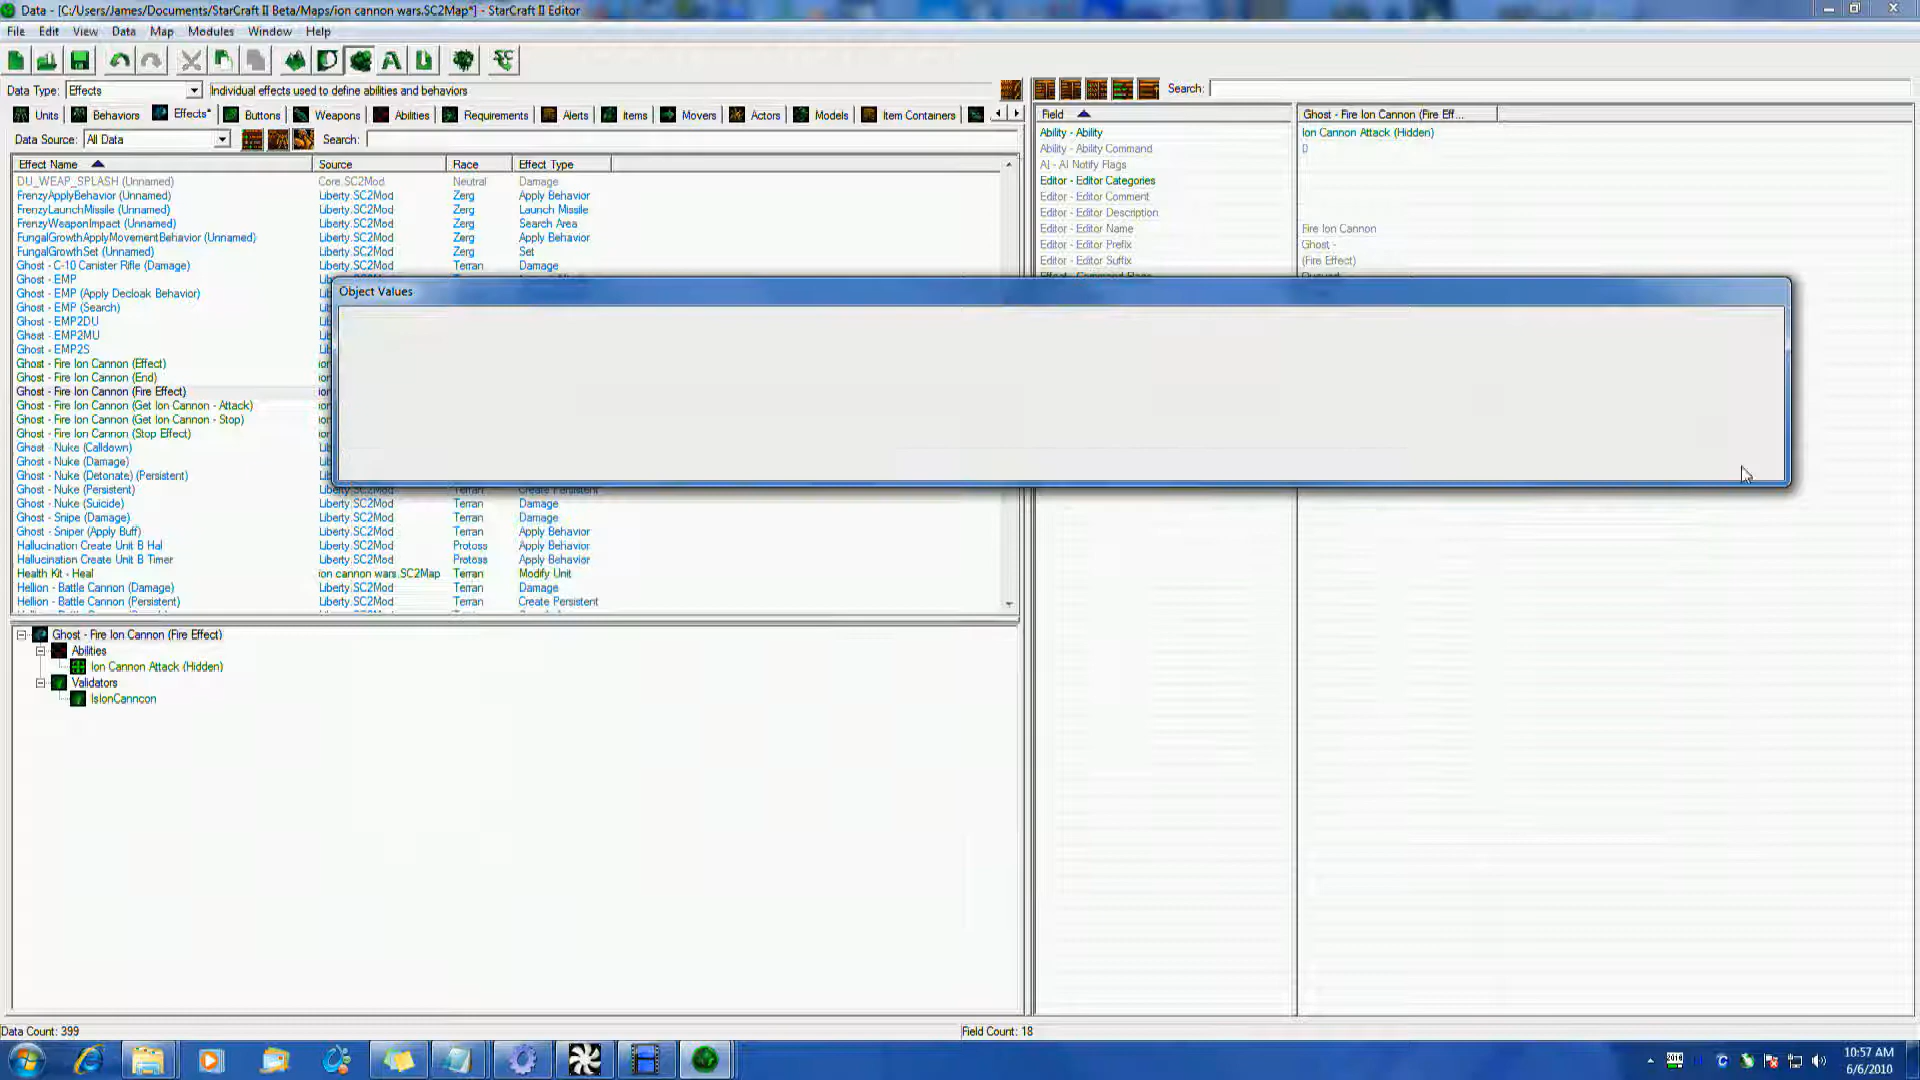 Data - [C:/Users/James/Documents/StarCraft II Beta/Maps/ion cannon wars.SC2Map*] - StarCraft II Editor
File Edit View Data Map Modules Window Help
Data Type: Effects Individual effects used to define abilities and behaviors
Units Behaviors Effects* Buttons Weapons Abilities Requirements Alerts Items Movers Actors Models Item Containers
Data Source: All Data Search:
Effect Name Source Race Effect Type
DU_WEAP_SPLASH (Unnamed) Core.SC2Mod Neutral Damage
FrenzyApplyBehavior (Unnamed) Liberty.SC2Mod Zerg Apply Behavior
FrenzyLaunchMissile (Unnamed) Liberty.SC2Mod Zerg Launch Missile
FrenzyWeaponImpact (Unnamed) Liberty.SC2Mod Zerg Search Area
FungalGrowthApplyMovementBehavior (Unnamed) Liberty.SC2Mod Zerg Apply Behavior
FungalGrowthSet (Unnamed) Liberty.SC2Mod Zerg Set
Ghost - C-10 Canister Rifle (Damage) Liberty.SC2Mod Terran Damage
Ghost - EMP
Ghost - EMP (Apply Decloak Behavior)
Ghost - EMP (Search)
Ghost - EMP2DU
Ghost - EMP2MU
Ghost - EMP2S
Ghost - Fire Ion Cannon (Effect)
Ghost - Fire Ion Cannon (End)
Ghost - Fire Ion Cannon (Fire Effect)
Ghost - Fire Ion Cannon (Get Ion Cannon - Attack)
Ghost - Fire Ion Cannon (Get Ion Cannon - Stop)
Ghost - Fire Ion Cannon (Stop Effect)
Ghost - Nuke (Calldown)
Ghost - Nuke (Damage)
Ghost - Nuke (Detonate) (Persistent)
Ghost - Nuke (Persistent) Liberty.SC2Mod Terran Create Persistent
Ghost - Nuke (Suicide) Liberty.SC2Mod Terran Damage
Ghost - Snipe (Damage) Liberty.SC2Mod Terran Damage
Ghost - Sniper (Apply Buff) Liberty.SC2Mod Terran Apply Behavior
Hallucination Create Unit B Hal Liberty.SC2Mod Protoss Apply Behavior
Hallucination Create Unit B Timer Liberty.SC2Mod Protoss Apply Behavior
Health Kit - Heal ion cannon wars.SC2Map Terran Modify Unit
Hellion - Battle Cannon (Damage) Liberty.SC2Mod Terran Damage
Hellion - Battle Cannon (Persistent) Liberty.SC2Mod Terran Create Persistent
Object Values
Ghost - Fire Ion Cannon (Fire Effect)
Abilities
Ion Cannon Attack (Hidden)
Validators
IsIonCanncon
Search:
Field Ghost - Fire Ion Cannon (Fire Eff...
Ability - Ability Ion Cannon Attack (Hidden)
Ability - Ability Command 0
AI - AI Notify Flags
Editor - Editor Categories
Editor - Editor Comment
Editor - Editor Description
Editor - Editor Name Fire Ion Cannon
Editor - Editor Prefix Ghost -
Editor - Editor Suffix (Fire Effect)
Data Count: 399 Field Count: 18
10:57 AM
6/6/2010